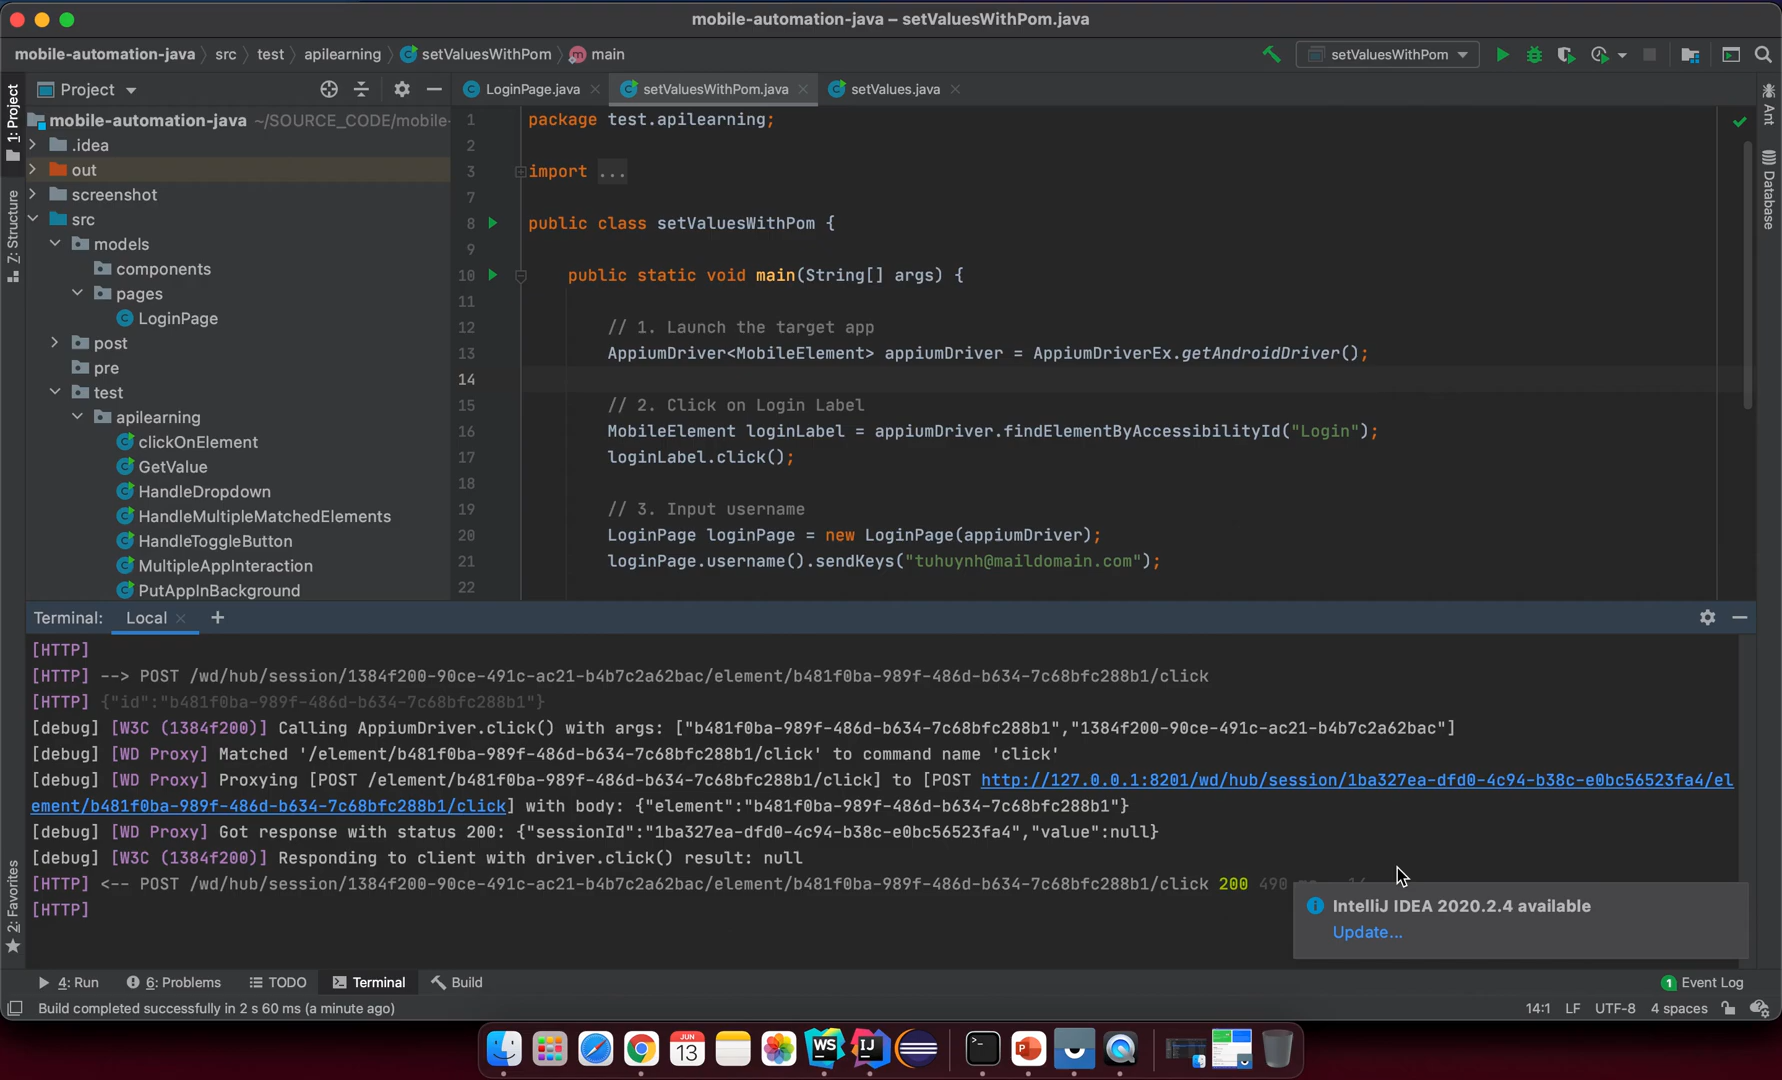 mobile-automation-java – setValuesWithPom.java
mobile-automation-java src test apilearning setValuesWithPom main
setValuesWithPom
Project
LoginPage.java
setValuesWithPom.java
setValues.java
1: Project
Z: Structure
2: Favorites
Ant
Database
mobile-automation-java ~/SOURCE_CODE/mobile-
.idea
out
screenshot
src
models
components
pages
LoginPage
post
pre
test
apilearning
clickOnElement
GetValue
HandleDropdown
HandleMultipleMatchedElements
HandleToggleButton
MultipleAppInteraction
PutAppInBackground
1 package test.apilearning;
2
3 import ...
7
8 public class setValuesWithPom {
9
10 public static void main(String[] args) {
11
12 // 1. Launch the target app
13 AppiumDriver<MobileElement> appiumDriver = AppiumDriverEx.getAndroidDriver();
14
15 // 2. Click on Login Label
16 MobileElement loginLabel = appiumDriver.findElementByAccessibilityId("Login");
17 loginLabel.click();
18
19 // 3. Input username
20 LoginPage loginPage = new LoginPage(appiumDriver);
21 loginPage.username().sendKeys("tuhuynh@maildomain.com");
22
Terminal: Local +
[HTTP]
[HTTP] --> POST /wd/hub/session/1384f200-90ce-491c-ac21-b4b7c2a62bac/element/b481f0ba-989f-486d-b634-7c68bfc288b1/click
[HTTP] {"id":"b481f0ba-989f-486d-b634-7c68bfc288b1"}
[debug] [W3C (1384f200)] Calling AppiumDriver.click() with args: ["b481f0ba-989f-486d-b634-7c68bfc288b1","1384f200-90ce-491c-ac21-b4b7c2a62bac"]
[debug] [WD Proxy] Matched '/element/b481f0ba-989f-486d-b634-7c68bfc288b1/click' to command name 'click'
[debug] [WD Proxy] Proxying [POST /element/b481f0ba-989f-486d-b634-7c68bfc288b1/click] to [POST http://127.0.0.1:8201/wd/hub/session/1ba327ea-dfd0-4c94-b38c-e0bc56523fa4/el
ement/b481f0ba-989f-486d-b634-7c68bfc288b1/click] with body: {"element":"b481f0ba-989f-486d-b634-7c68bfc288b1"}
[debug] [WD Proxy] Got response with status 200: {"sessionId":"1ba327ea-dfd0-4c94-b38c-e0bc56523fa4","value":null}
[debug] [W3C (1384f200)] Responding to client with driver.click() result: null
[HTTP] <-- POST /wd/hub/session/1384f200-90ce-491c-ac21-b4b7c2a62bac/element/b481f0ba-989f-486d-b634-7c68bfc288b1/click 200 490
[HTTP]
IntelliJ IDEA 2020.2.4 available
Update...
4: Run 6: Problems TODO Terminal Build
1 Event Log
Build completed successfully in 2 s 60 ms (a minute ago)
14:1 LF UTF-8 4 spaces
JUN
13
WS
IJ
P